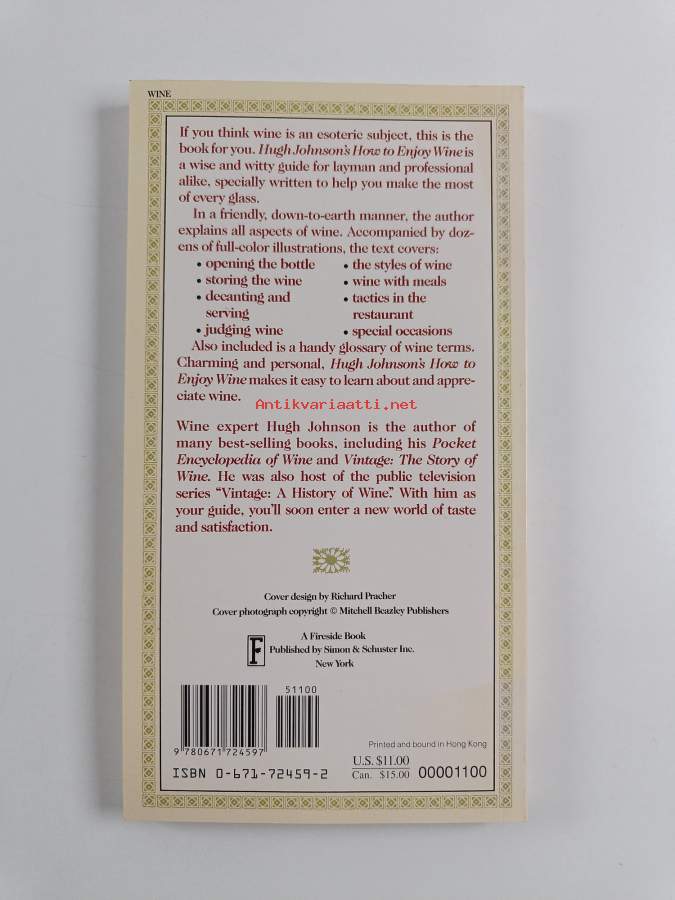 WINE
If you think wine is an esoteric subject, this is the
book for you. Hugh Johnson's How to Enjoy Wine is
a wise and witty guide for layman and professional
alike, specially written to help you make the most
of every glass.
In a friendly, down-to-earth manner, the author
explains all aspects of wine. Accompanied by doz-
ens of full-color illustrations, the text covers:
• opening the bottle
• storing the wine
• decanting and
serving
• judging wine
• the styles of wine
• wine with meals
• tactics in the
restaurant
• special occasions
Also included is a handy glossary of wine terms.
Charming and personal, Hugh Johnson's How to
Enjoy Wine makes it easy to learn about and appre-
ciate wine.
Antikvariaatti.net
Wine expert Hugh Johnson is the author of
many best-selling books, including his Pocket
Encyclopedia of Wine and Vintage: The Story of
Wine. He was also host of the public television
series “Vintage: A History of Wine.” With him as
your guide, you'll soon enter a new world of taste
and satisfaction.
Cover design by Richard Pracher
Cover photograph copyright © Mitchell Beazley Publishers
F
A Fireside Book
Published by Simon & Schuster Inc.
New York
51100
9 780671 724597
ISBN 0-671-72459-2
Printed and bound in Hong Kong
U.S. $11.00
Can. $15.00
00001100